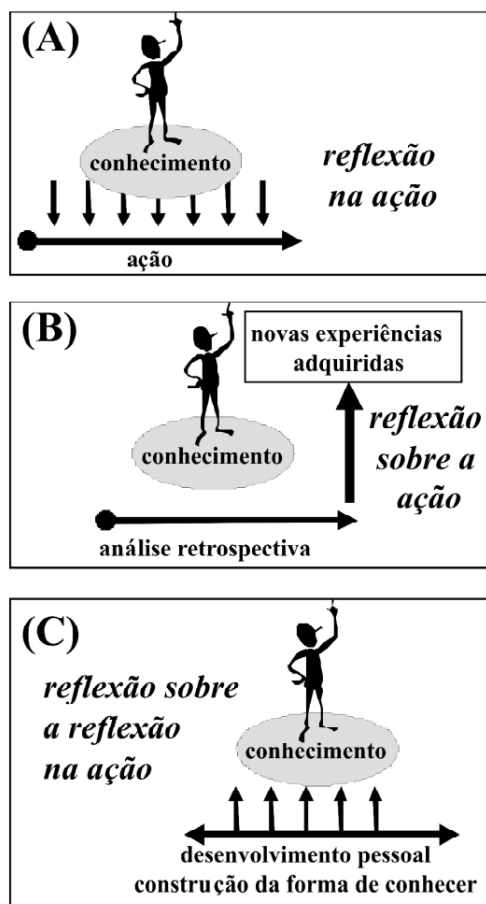 (A)
conhecimento
reflexão
na ação
ação
(B)
novas experiências
adquiridas
conhecimento
reflexão
sobre a
ação
análise retrospectiva
(C)
reflexão sobre
a reflexão
na ação
conhecimento
desenvolvimento pessoal
construção da forma de conhecer